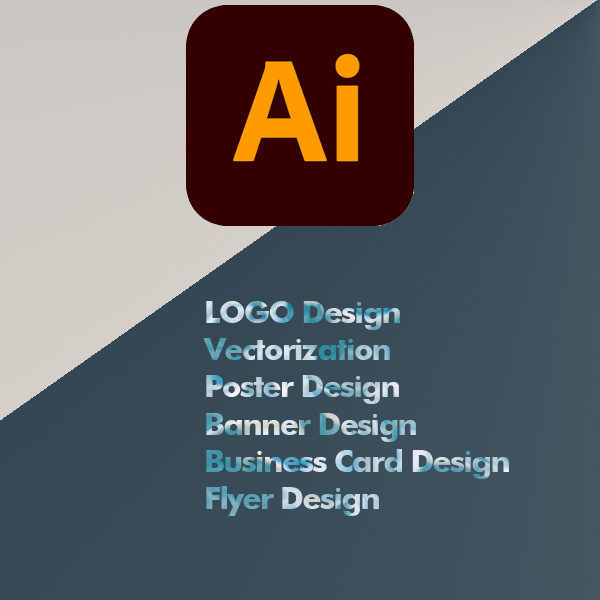 Ai
LOGO Design
Vectorization
Poster Design
Banner Design
Business Card Design
Flyer Design